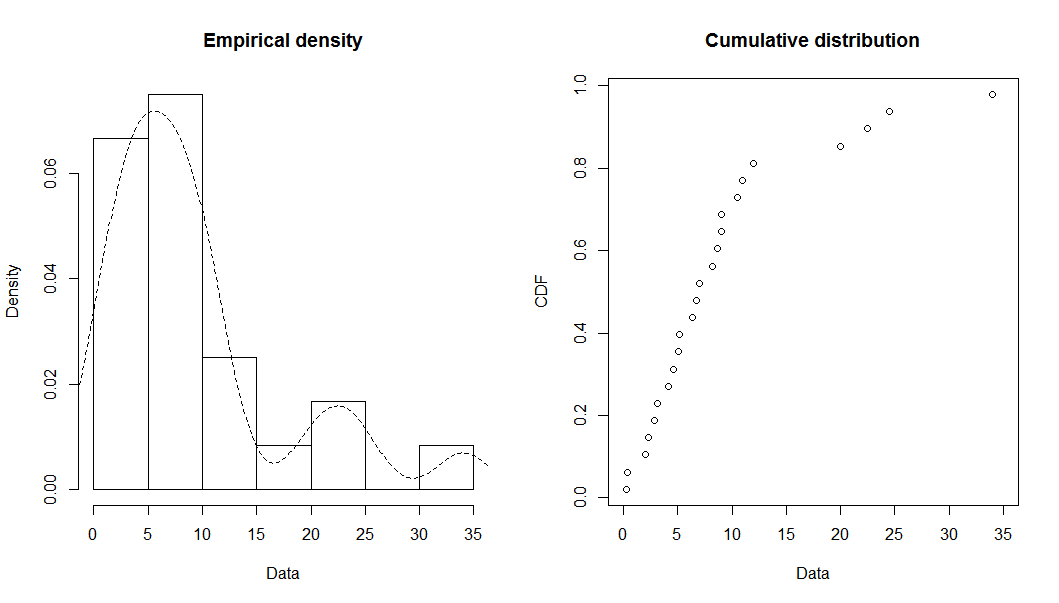 Empirical density
Density
0.00
0.02
0.04
0.06
0 5 10 15 20 25 30 35
Data
Cumulative distribution
CDF
0.0
0.2
0.4
0.6
0.8
1.0
0 5 10 15 20 25 30 35
Data